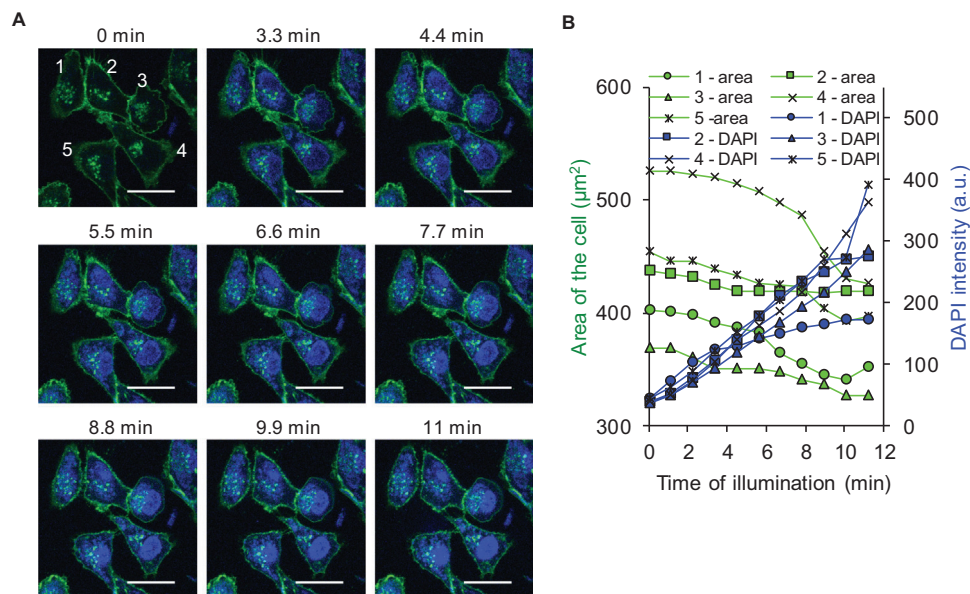 A
0 min 3.3 min 4.4 min
1 2 3 4 5
5.5 min 6.6 min 7.7 min
8.8 min 9.9 min 11 min
B
1 - area 2 - area
3 - area 4 - area
5 -area 1 - DAPI
2 - DAPI 3 - DAPI
4 - DAPI 5 - DAPI
600
500
400
300
Area of the cell (µm²)
500
400
300
200
100
0
DAPI intensity (a.u.)
0 2 4 6 8 10 12
Time of illumination (min)